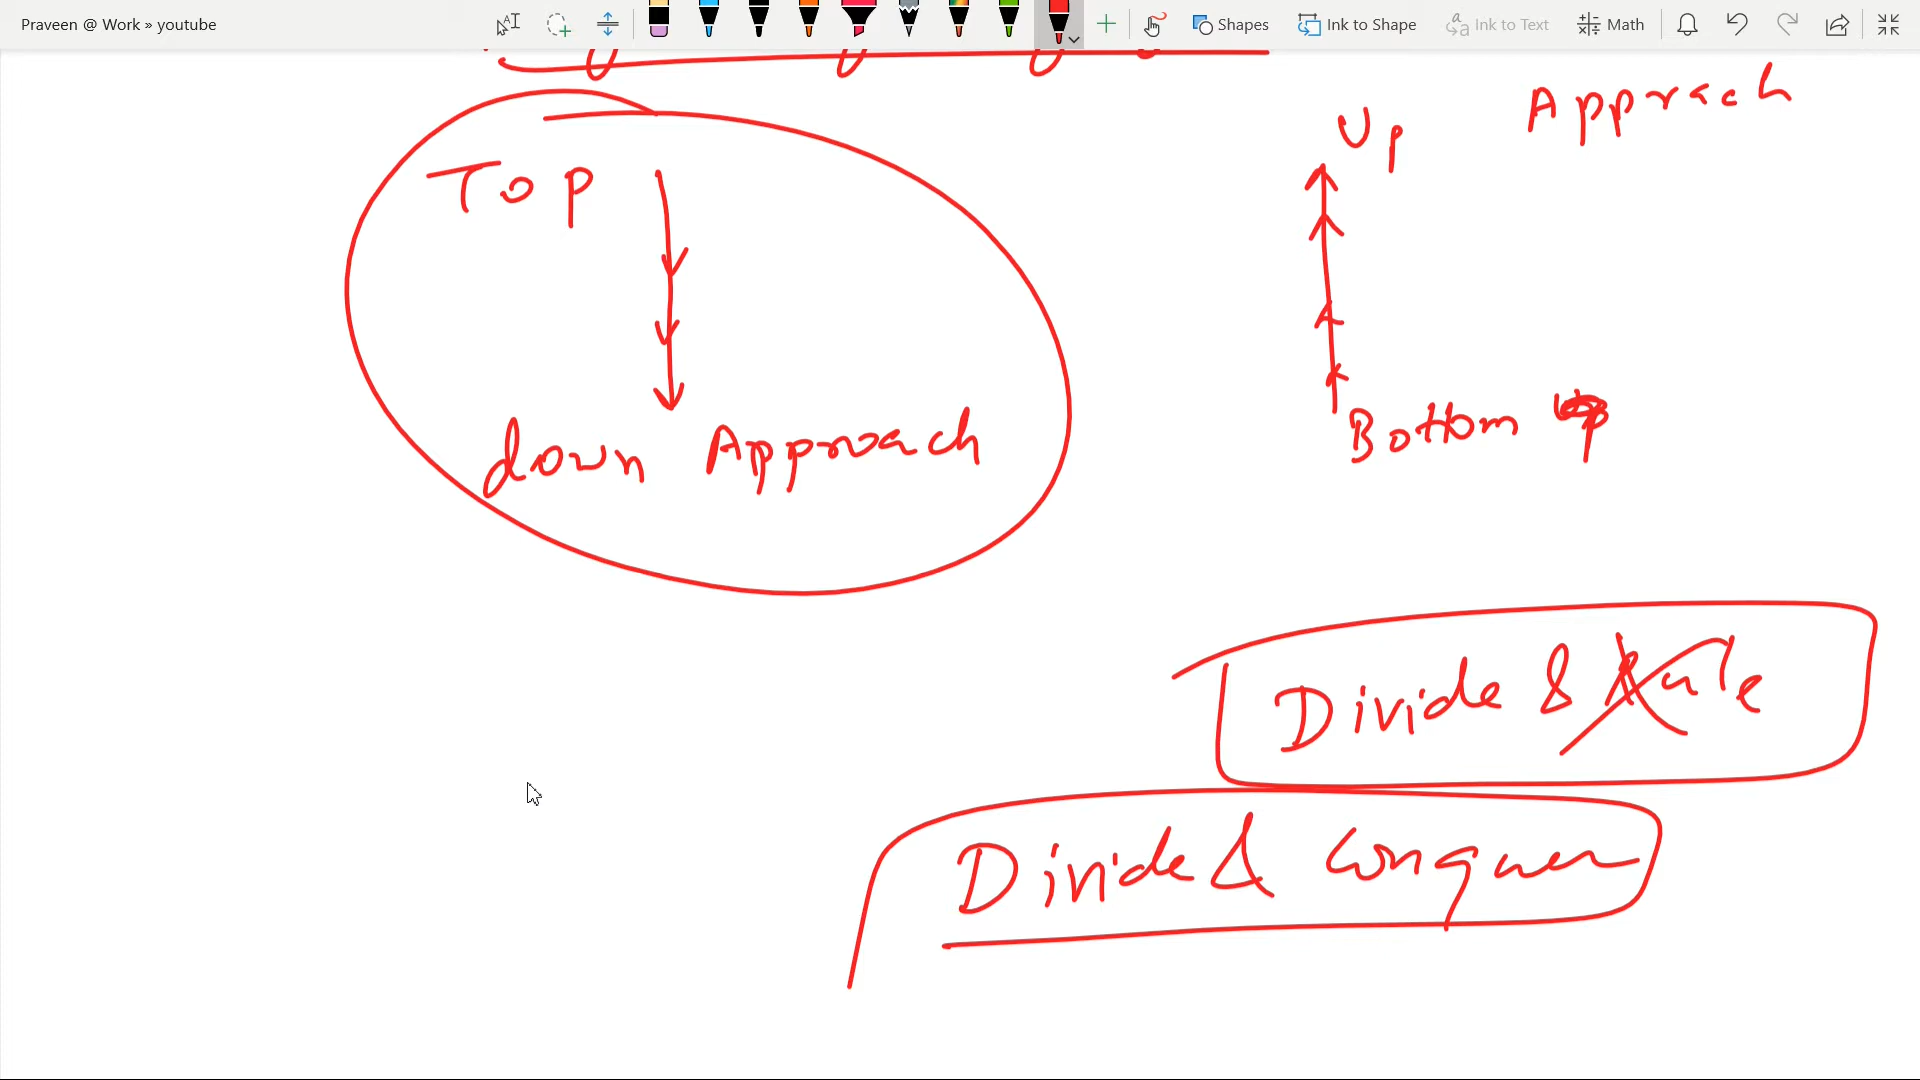 Praveen @ Work » youtube
Shapes
Ink to Shape
Ink to Text
Math
Up
Apprach
Top
down Approach
Bottom
Divide & Rule
Divide & Conquer